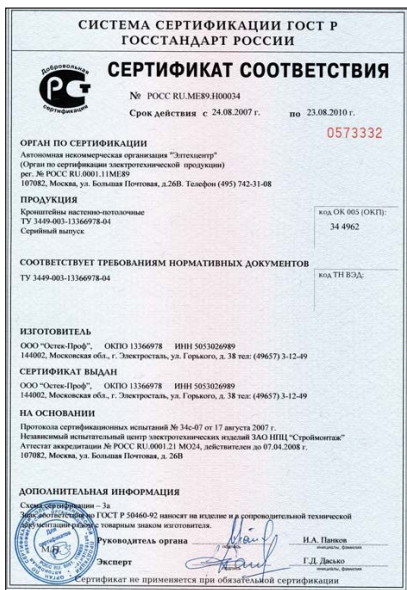 СИСТЕМА СЕРТИФИКАЦИИ ГОСТ Р
ГОССТАНДАРТ РОССИИ
Добровольная
сертификация
СЕРТИФИКАТ СООТВЕТСТВИЯ
№ РОСС RU.МЕ89.Н00034
Срок действия с 24.08.2007 г. по 23.08.2010 г.
0573332
ОРГАН ПО СЕРТИФИКАЦИИ
Автономная некоммерческая организация "Элтехцентр"
(Орган по сертификации электротехнической продукции)
рег. № РОСС RU.0001.11МЕ89
107082, Москва, ул. Большая Почтовая, д.26В. Телефон (495) 742-31-08
ПРОДУКЦИЯ
Кронштейны настенно-потолочные
ТУ 3449-003-13366978-04
Серийный выпуск
код ОК 005 (ОКП):
34 4962
СООТВЕТСТВУЕТ ТРЕБОВАНИЯМ НОРМАТИВНЫХ ДОКУМЕНТОВ
ТУ 3449-003-13366978-04
код ТН ВЭД:
ИЗГОТОВИТЕЛЬ
ООО "Остек-Проф", ОКПО 13366978 ИНН 5053026989
144002, Московская обл., г. Электросталь, ул. Горького, д. 38 тел: (49657) 3-12-49
СЕРТИФИКАТ ВЫДАН
ООО "Остек-Проф", ОКПО 13366978 ИНН 5053026989
144002, Московская обл., г. Электросталь, ул. Горького, д. 38 тел: (49657) 3-12-49
НА ОСНОВАНИИ
Протокола сертификационных испытаний № 34с-07 от 17 августа 2007 г.
Независимый испытательный центр электротехнических изделий ЗАО НПЦ "Строймонтаж"
Аттестат аккредитации № РОСС RU.0001.21 МО24, действителен до 07.04.2008 г.
107082, Москва, ул. Большая Почтовая, д. 26В
ДОПОЛНИТЕЛЬНАЯ ИНФОРМАЦИЯ
Схема сертификации – 3а
Знак соответствия по ГОСТ Р 50460-92 наносят на изделие и в сопроводительной технической
документации рядом с товарным знаком изготовителя.
Для
сертификатов
М.П.
Руководитель органа
подпись
И.А. Панков
инициалы, фамилия
Эксперт
подпись
Г.Д. Дасько
инициалы, фамилия
Сертификат не применяется при обязательной сертификации